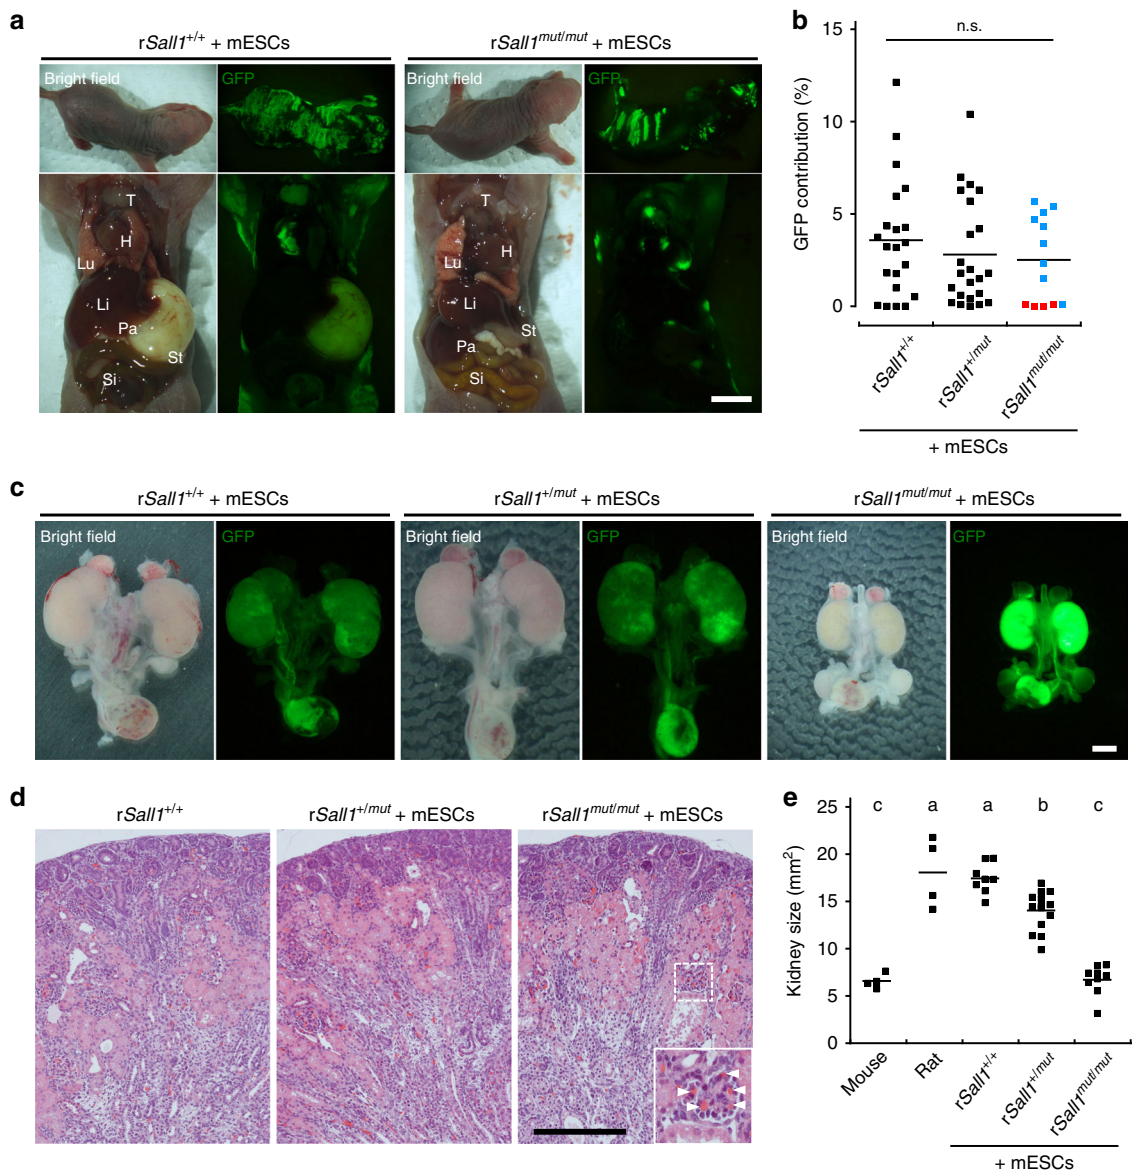 a
rSall1+/+ + mESCs
rSall1mut/mut + mESCs
Bright field
GFP
Bright field
GFP
T
H
Lu
Li
Pa
St
Si
T
H
Lu
Li
St
Pa
Si
b
n.s.
GFP contribution (%)
15
10
5
0
rSall1+/+
rSall1+/mut
rSall1mut/mut
+ mESCs
c
rSall1+/+ + mESCs
rSall1+/mut + mESCs
rSall1mut/mut + mESCs
Bright field
GFP
Bright field
GFP
Bright field
GFP
d
rSall1+/+
rSall1+/mut + mESCs
rSall1mut/mut + mESCs
e
c a a b c
Kidney size (mm2)
25
20
15
10
5
0
Mouse
Rat
rSall1+/+
rSall1+/mut
rSall1mut/mut
+ mESCs